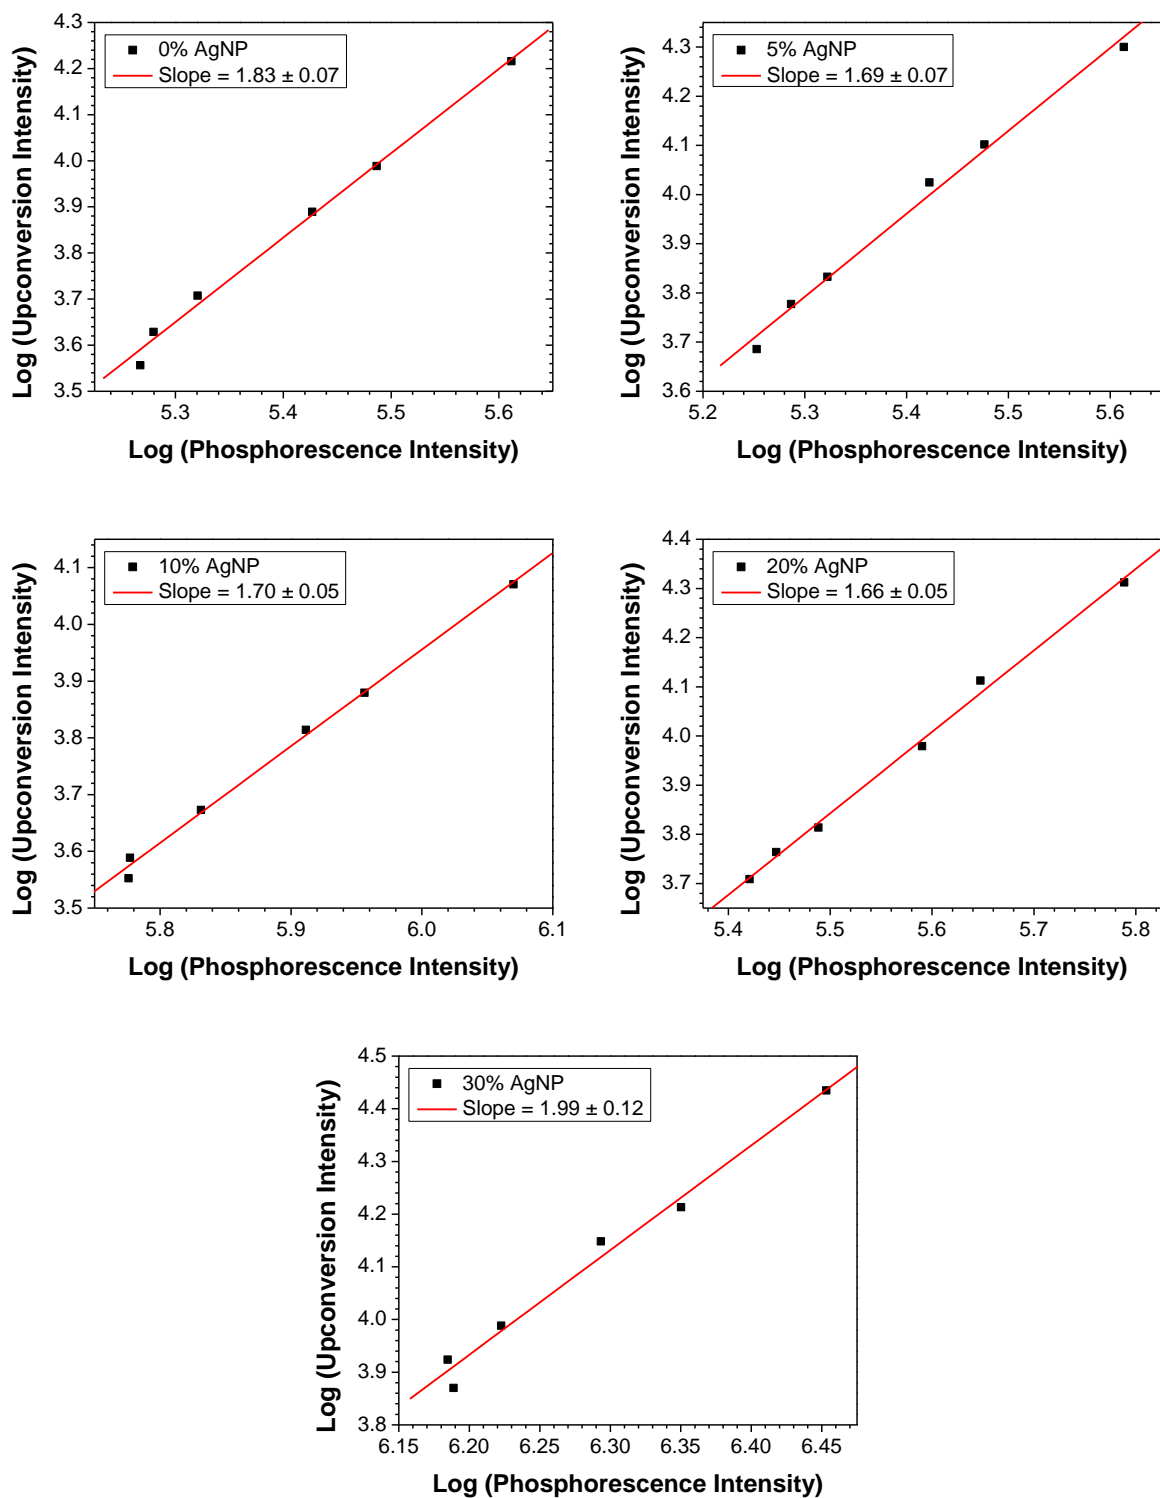 0% AgNP
Slope = 1.83 ± 0.07
4.3
4.2
4.1
4.0
3.9
3.8
3.7
3.6
3.5
5.3 5.4 5.5 5.6
Log (Upconversion Intensity)
Log (Phosphorescence Intensity)
5% AgNP
Slope = 1.69 ± 0.07
4.3
4.2
4.1
4.0
3.9
3.8
3.7
3.6
5.2 5.3 5.4 5.5 5.6
Log (Upconversion Intensity)
Log (Phosphorescence Intensity)
10% AgNP
Slope = 1.70 ± 0.05
4.1
4.0
3.9
3.8
3.7
3.6
3.5
5.8 5.9 6.0 6.1
Log (Upconversion Intensity)
Log (Phosphorescence Intensity)
20% AgNP
Slope = 1.66 ± 0.05
4.4
4.3
4.2
4.1
4.0
3.9
3.8
3.7
5.4 5.5 5.6 5.7 5.8
Log (Upconversion Intensity)
Log (Phosphorescence Intensity)
30% AgNP
Slope = 1.99 ± 0.12
4.5
4.4
4.3
4.2
4.1
4.0
3.9
3.8
6.15 6.20 6.25 6.30 6.35 6.40 6.45
Log (Upconversion Intensity)
Log (Phosphorescence Intensity)